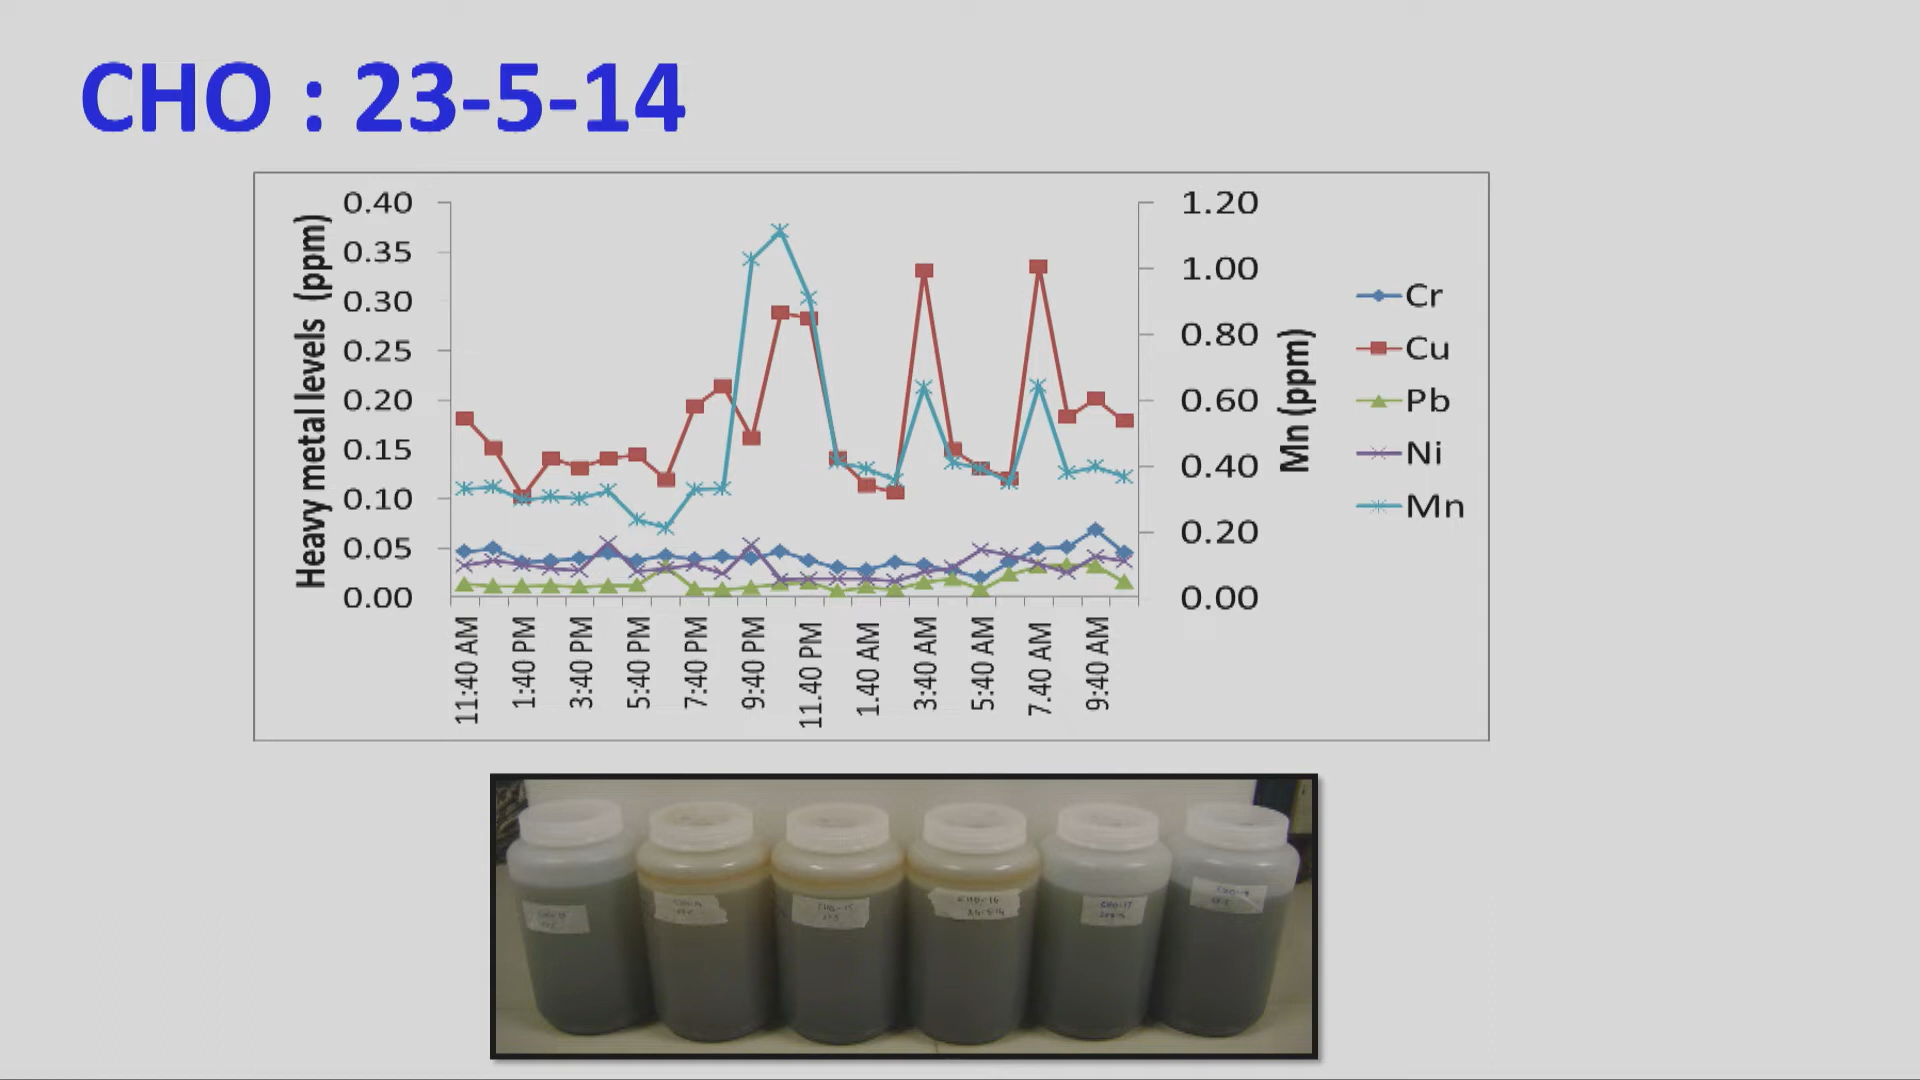 CHO : 23-5-14
Heavy metal levels (ppm)
0.40
0.35
0.30
0.25
0.20
0.15
0.10
0.05
0.00
1.20
1.00
0.80
0.60
0.40
0.20
0.00
Mn (ppm)
Cr
Cu
Pb
Ni
Mn
11:40 AM
1:40 PM
3:40 PM
5:40 PM
7:40 PM
9:40 PM
11.40 PM
1.40 AM
3:40 AM
5:40 AM
7.40 AM
9:40 AM
CHO-16
CHO-17